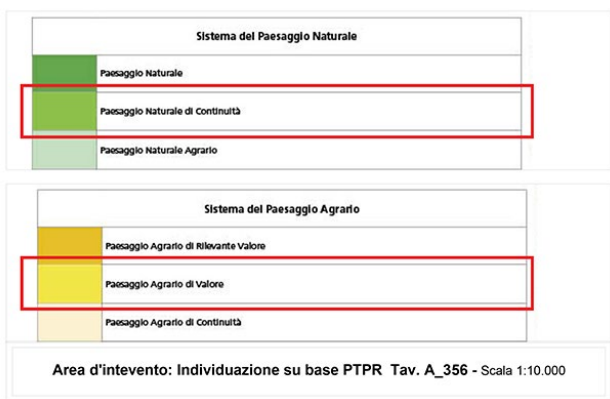 Sistema del Paesaggio Naturale
Paesaggio Naturale
Paesaggio Naturale di Continuità
Paesaggio Naturale Agrario
Sistema del Paesaggio Agrario
Paesaggio Agrario di Rilevante Valore
Paesaggio Agrario di Valore
Paesaggio Agrario di Continuità
Area d'intevento: Individuazione su base PTPR Tav. A_356 - Scala 1:10.000